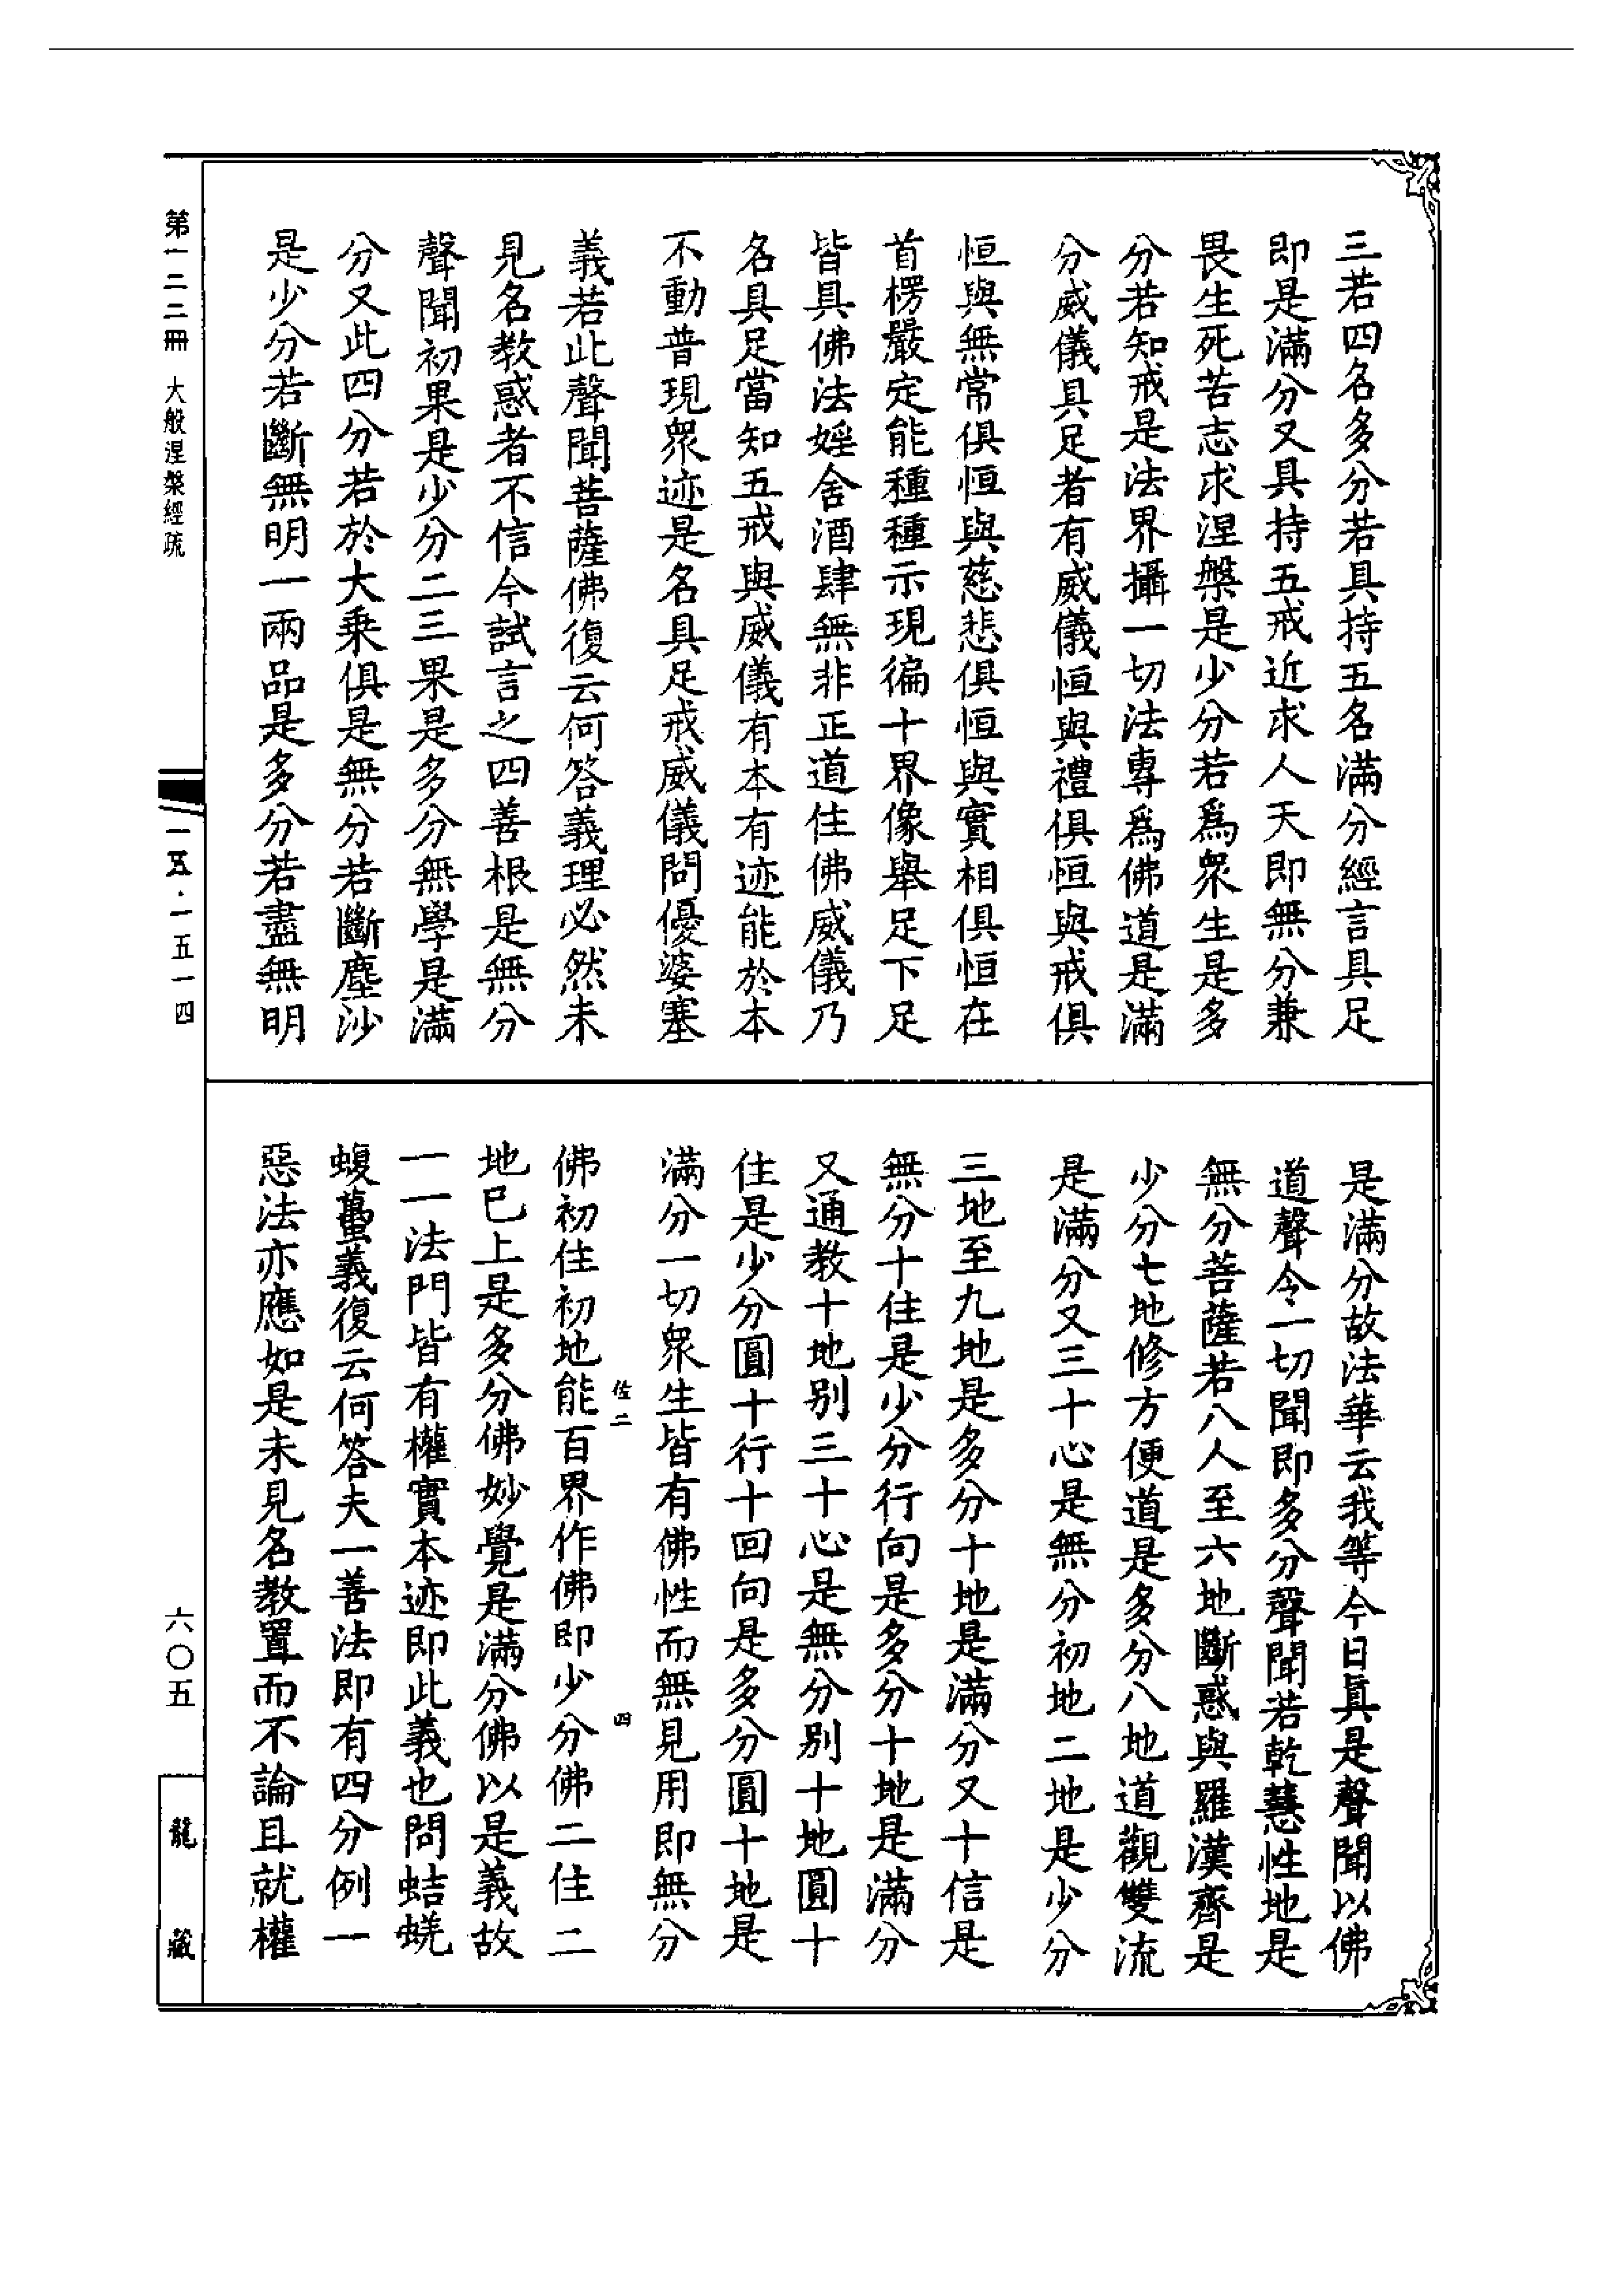 三若四名多分若具持五名滿分經言具足
即是滿分又具持五戒近求人天即無分兼
畏生死苦志求涅槃是少分若爲衆生是多
分若知戒是法界攝一切法專爲佛道是滿
分威儀具足者有威儀恒與禮俱恒與戒俱
恒與無常俱恒與慈悲俱恒與實相俱恒在
首楞嚴定能種種示現徧十界像舉足下足
皆具佛法婬舍酒肆無非正道住佛威儀乃
名具足當知五戒與威儀有本有迹能於本
不動普現衆迹是名具足戒威儀問優婆塞
義若此聲聞菩薩佛復云何答義理必然未
見名教惑者不信今試言之四善根是無分
聲聞初果是少分二三果是多分無學是滿
分又此四分若於大乗俱是無分若斷塵沙
是少分若斷無明一兩品是多分若盡無明
是滿分故法華云我等今日眞是聲聞以佛
道聲令一切聞即多分聲聞若乾慧性地是
無分菩薩若八人至六地斷惑與羅漢齊是
少分七地修方便道是多分八地道觀雙流
是滿分又三十心是無分初地二地是少分
三地至九地是多分十地是滿分又十信是
無分十住是少分行向是多分十地是滿分
又通教十地别三十心是無分别十地圓十
住是少分圓十行十回向是多分圓十地是
滿分一切衆生皆有佛性而無見用即無分
佛初住初地能百界作佛即少分佛二住二
地已上是多分佛妙覺是滿分佛以是義故
一一法門皆有權實本迹即此義也問蛣蜣
蝮蠆義復云何答夫一善法即有四分例一
惡法亦應如是未見名教置而不論且就權
佐二
四
第一二二冊 大般涅槃經疏
一五·一五一四
六〇五
龍藏